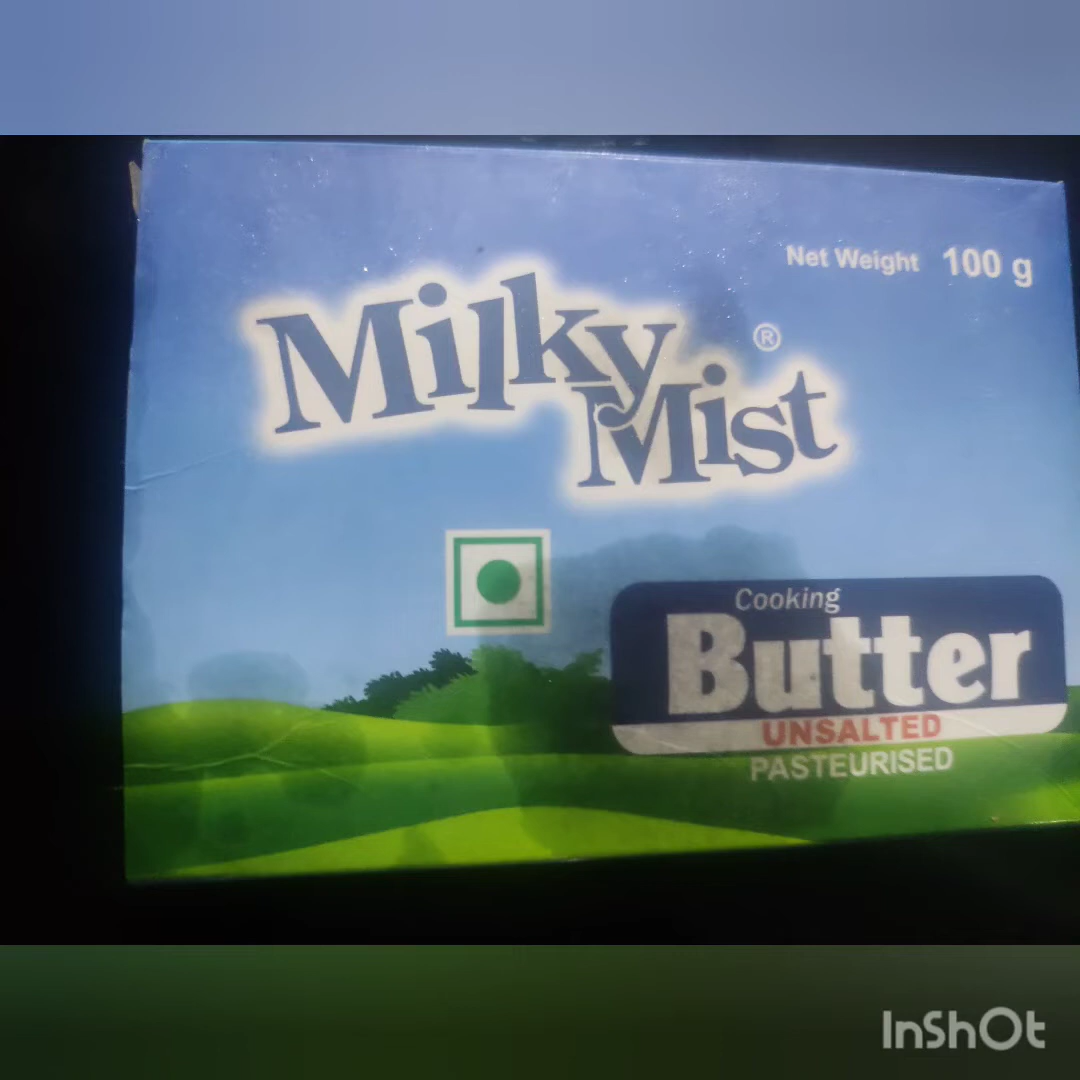 Net Weight 100 g
Milky
Mist ®
Cooking
Butter
UNSALTED
PASTEURISED
InShOt